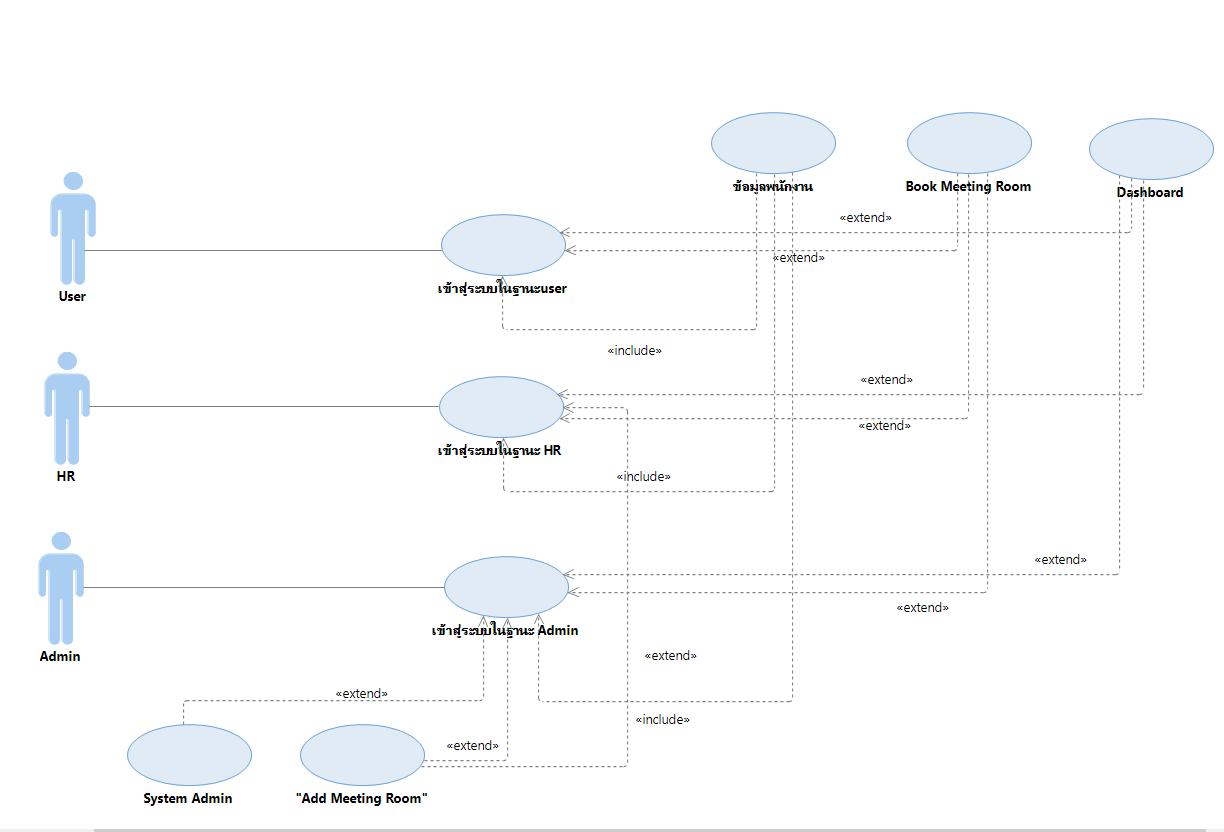 ข้อมูลพนักงาน
Book Meeting Room
Dashboard
«extend»
«extend»
User
เข้าสู่ระบบในฐานะuser
«include»
«extend»
«extend»
HR
เข้าสู่ระบบในฐานะ HR
«include»
«extend»
«extend»
Admin
เข้าสู่ระบบในฐานะ Admin
«extend»
«extend»
«include»
«extend»
System Admin
"Add Meeting Room"